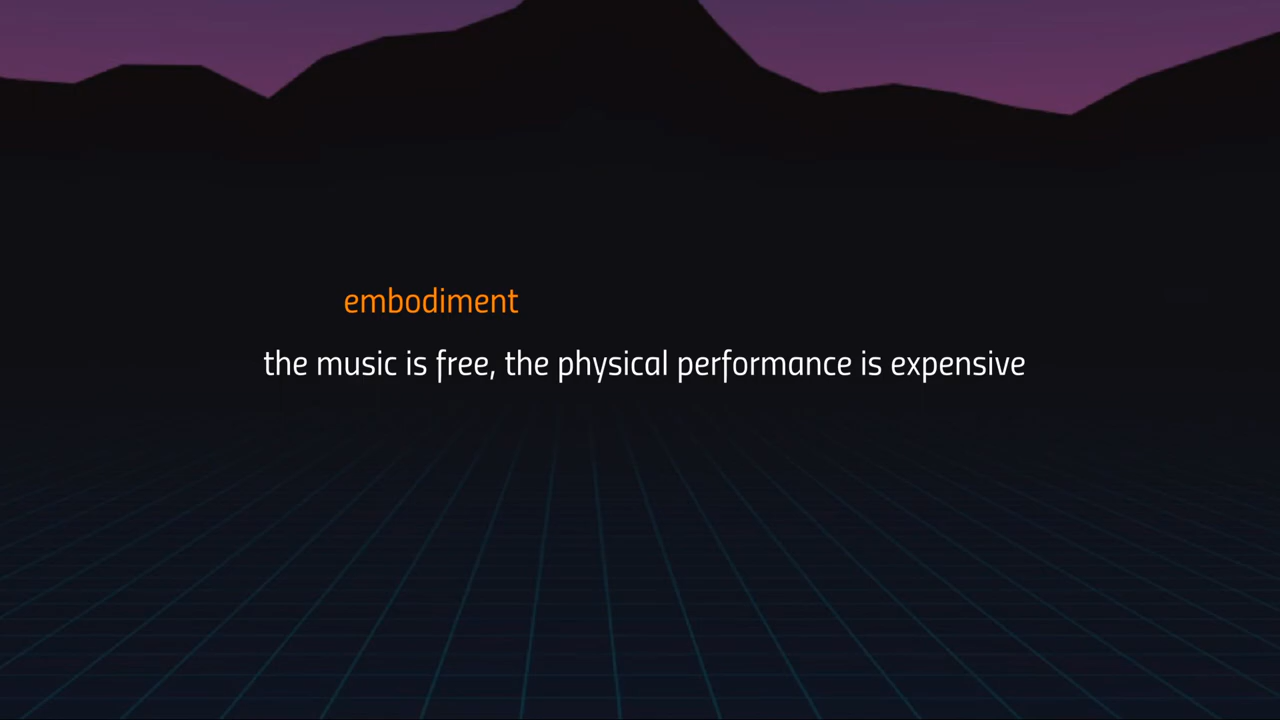 embodiment
the music is free, the physical performance is expensive